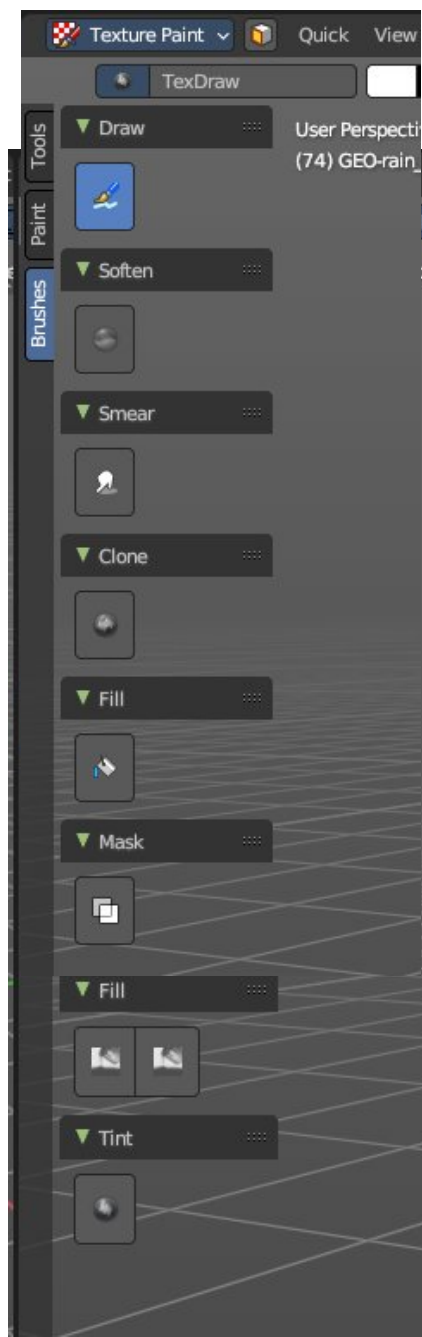 Texture Paint Quick View
TexDraw
Tools
Paint
Brushes
Draw
User Perspecti
(74) GEO-rain_
Soften
Smear
Clone
Fill
Mask
Fill
Tint